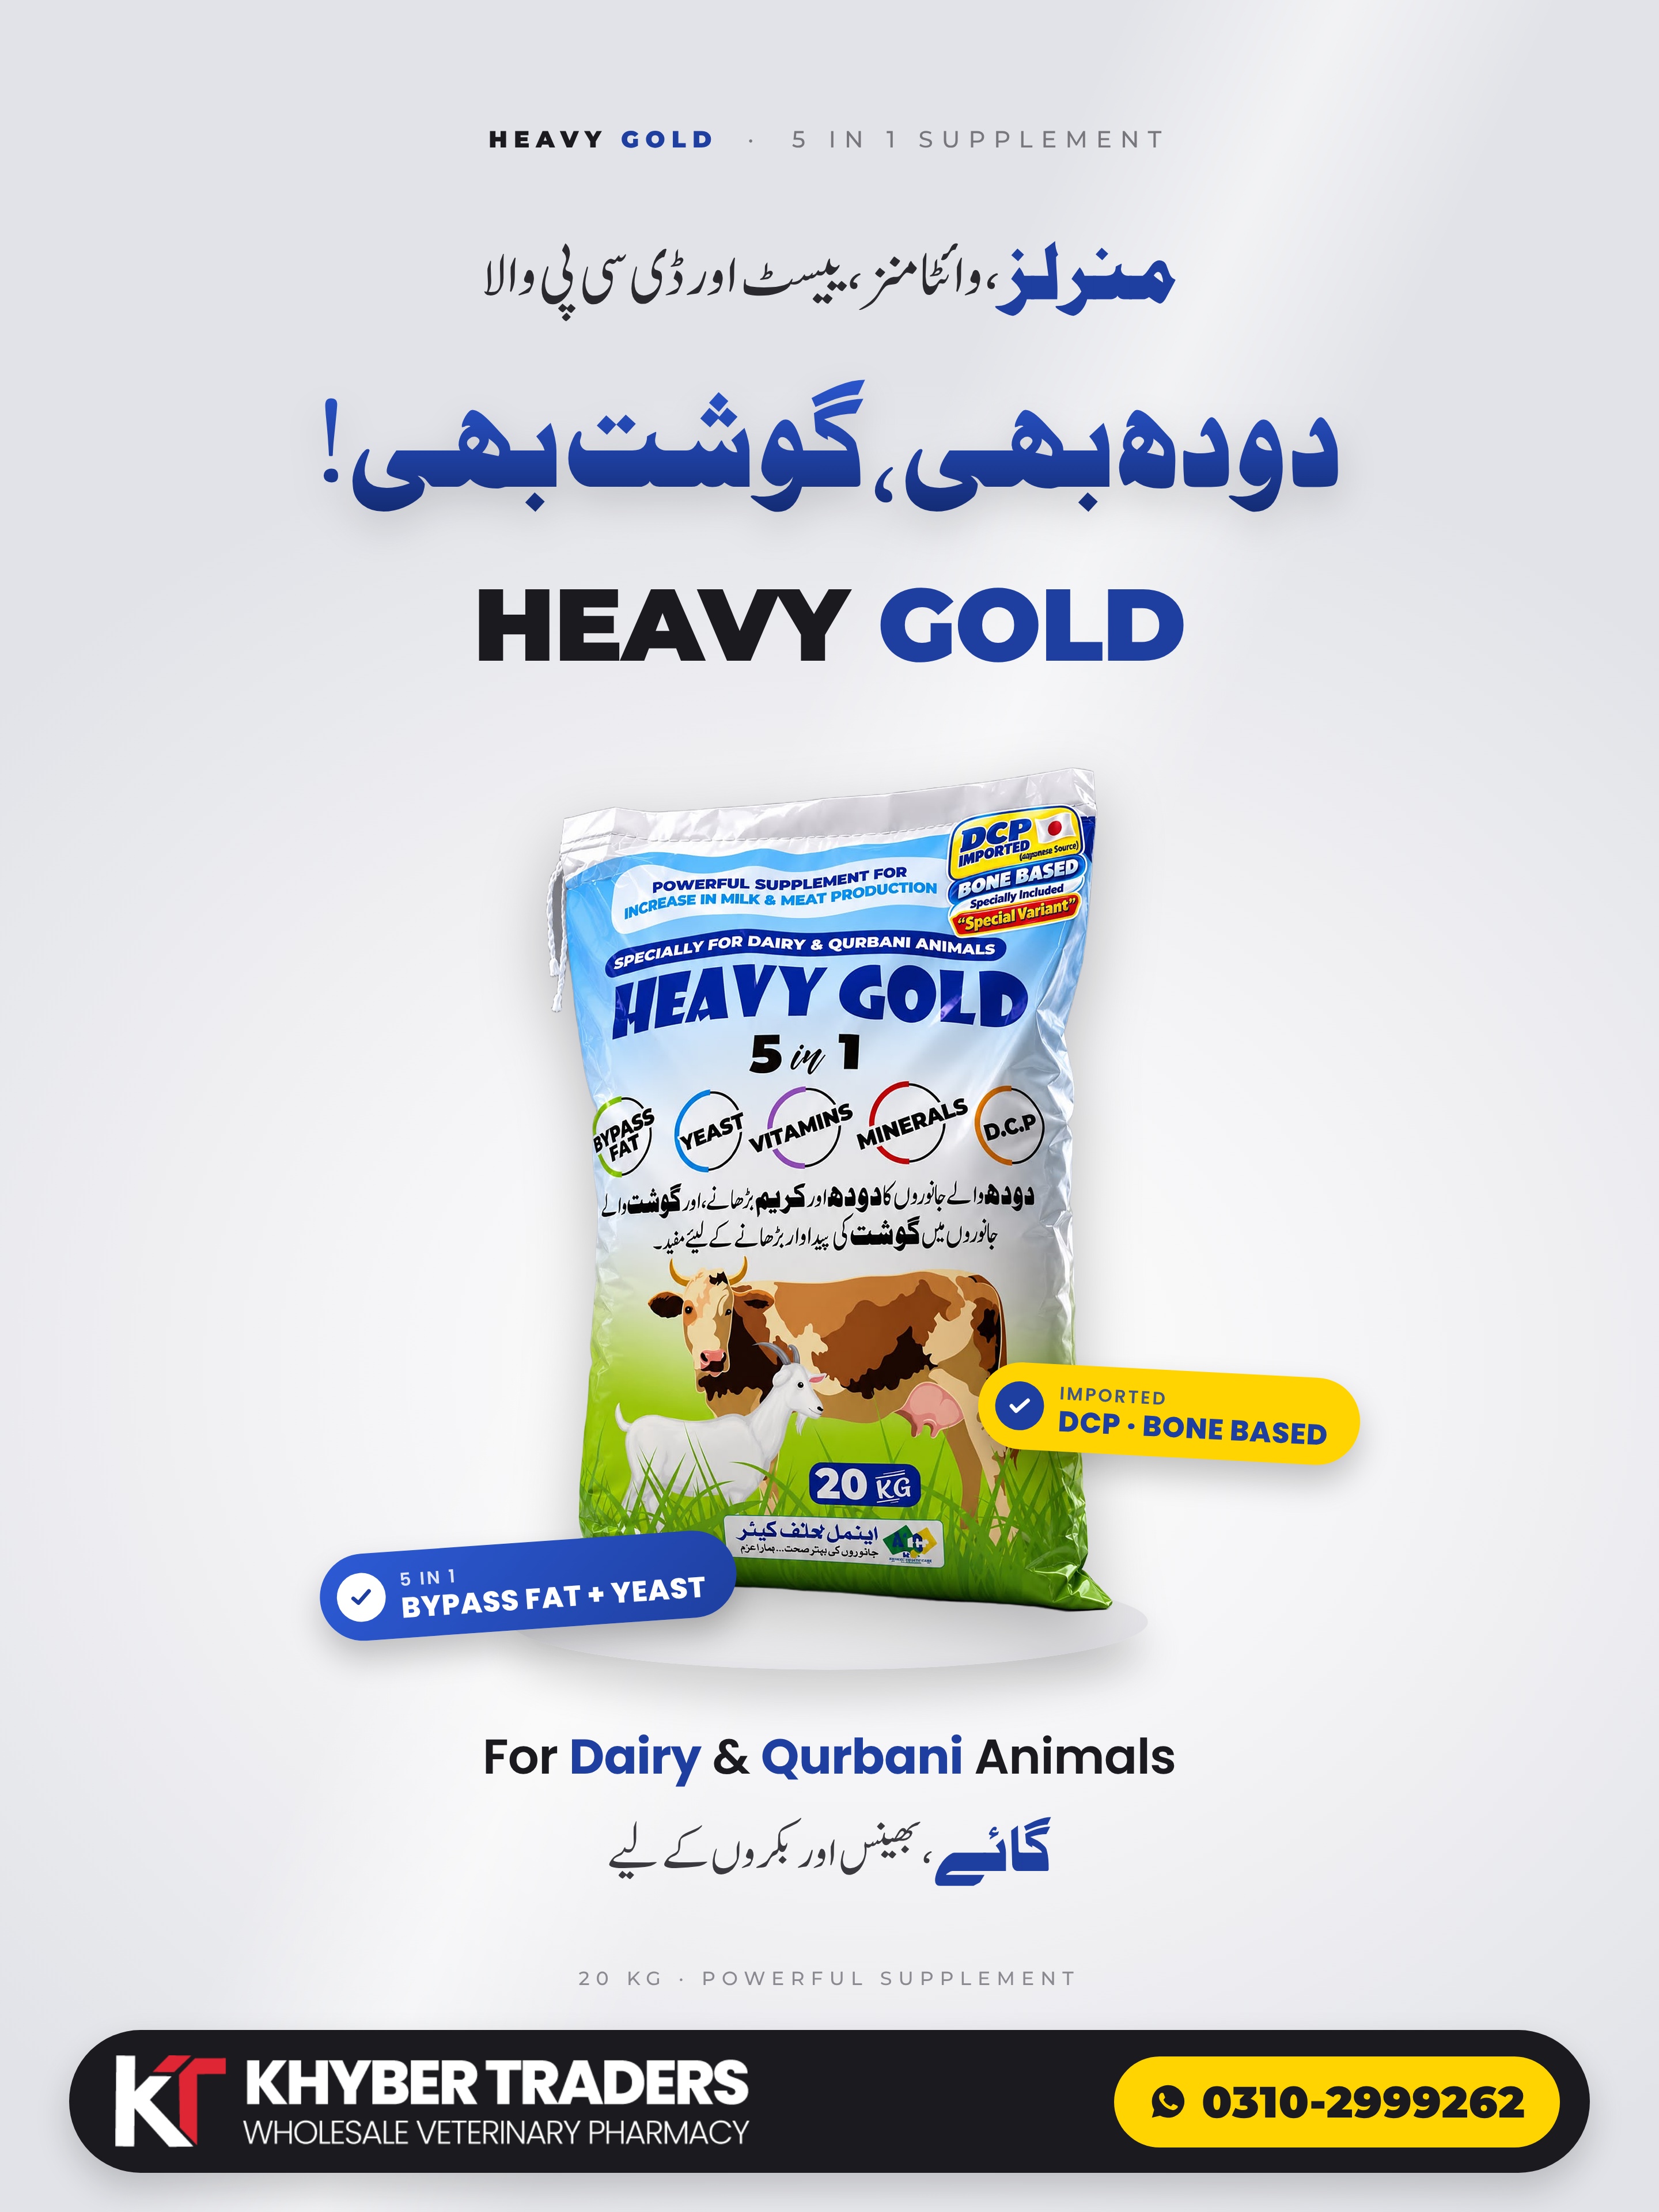 HEAVY GOLD · 5 IN 1 SUPPLEMENT
منرلز، وائٹامنز، ییسٹ اور ڈی سی پی والا
دودھ بھی، گوشت بھی!
HEAVY GOLD
POWERFUL SUPPLEMENT FOR
INCREASE IN MILK & MEAT PRODUCTION
DCP
IMPORTED
(Japanese Source)
BONE BASED
Specially Included
"Special Variant"
SPECIALLY FOR DAIRY & QURBANI ANIMALS
HEAVY GOLD
5 in 1
BYPASS FAT
YEAST
VITAMINS
MINERALS
D.C.P
دودھ والے جانوروں کا دودھ اور کریم بڑھانے، اور گوشت والے
جانوروں میں گوشت کی پیداوار بڑھانے کے لیئے مفید۔
IMPORTED
DCP · BONE BASED
20 KG
اینمل ہیلتھ کیئر
جانوروں کی بہتر صحت... ہمارا عزم
5 IN 1
BYPASS FAT + YEAST
For Dairy & Qurbani Animals
گائے، بھینس اور بکروں کے لیے
20 KG · POWERFUL SUPPLEMENT
KT KHYBER TRADERS
WHOLESALE VETERINARY PHARMACY
0310-2999262